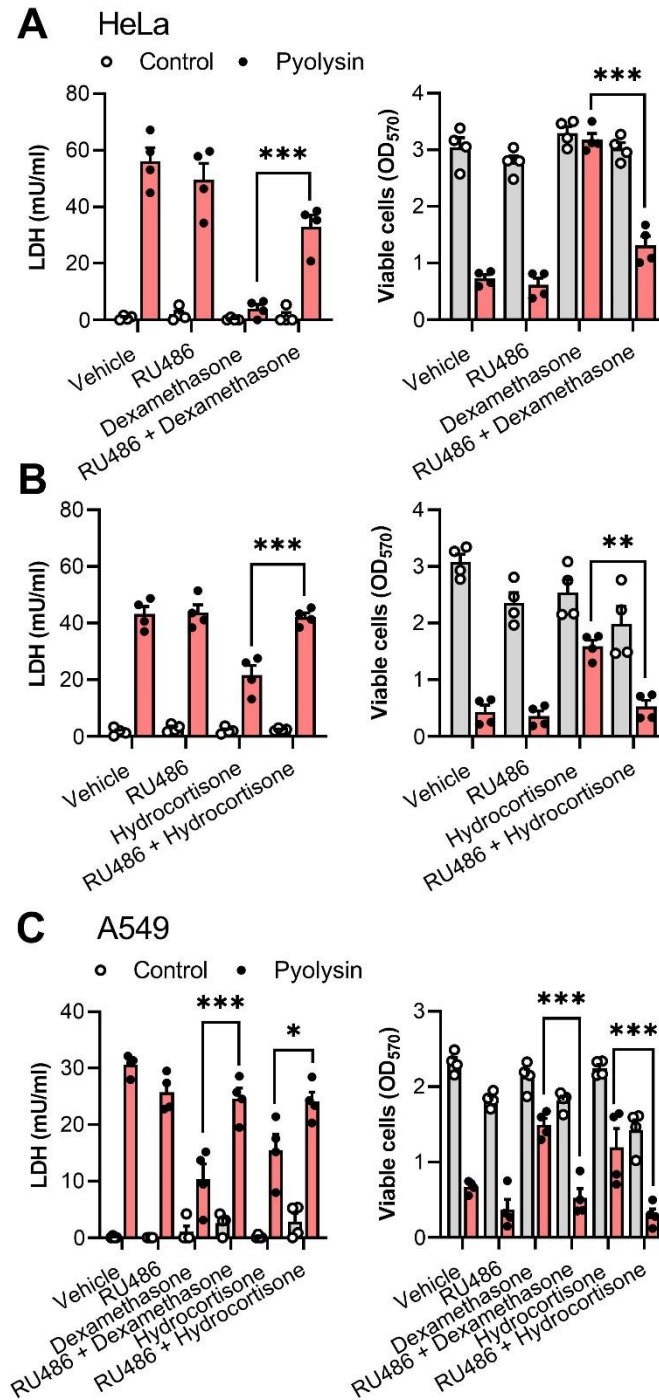 A HeLa
Control Pyolysin
LDH (mU/ml)
80
60
40
20
0
***
Vehicle
RU486
Dexamethasone
RU486 + Dexamethasone
Viable cells (OD570)
4
3
2
1
0
***
Vehicle
RU486
Dexamethasone
RU486 + Dexamethasone
B
LDH (mU/ml)
80
60
40
20
0
***
Vehicle
RU486
Hydrocortisone
RU486 + Hydrocortisone
Viable cells (OD570)
4
3
2
1
0
**
Vehicle
RU486
Hydrocortisone
RU486 + Hydrocortisone
C A549
Control Pyolysin
LDH (mU/ml)
40
30
20
10
0
***
*
Vehicle
RU486
Dexamethasone
RU486 + Dexamethasone
Hydrocortisone
RU486 + Hydrocortisone
Viable cells (OD570)
3
2
1
0
***
***
Vehicle
RU486
Dexamethasone
RU486 + Dexamethasone
Hydrocortisone
RU486 + Hydrocortisone